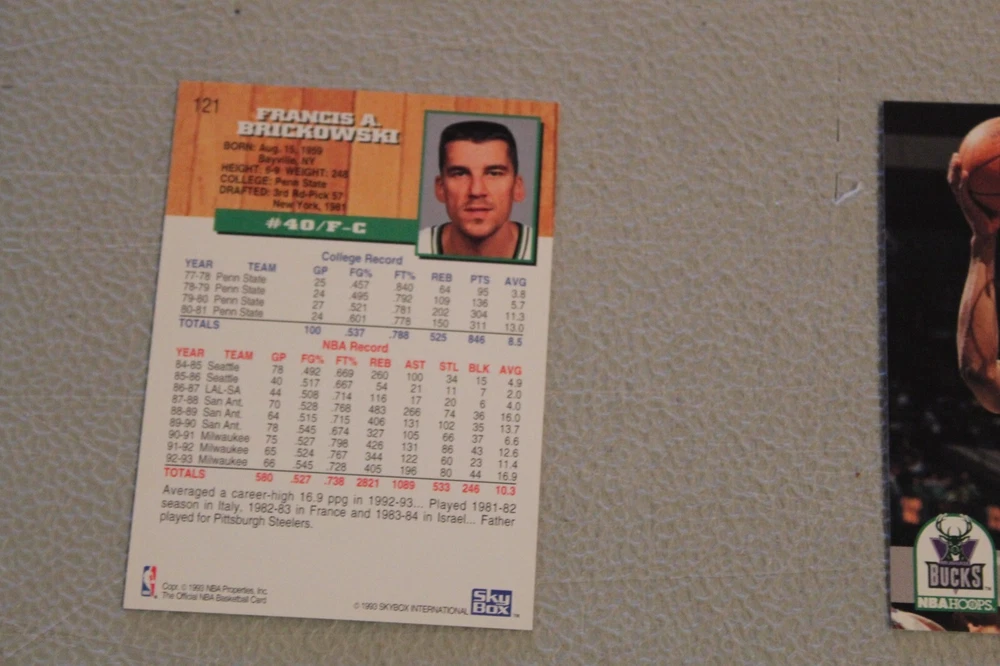 121
FRANCIS A.
BRICKOWSKI
BORN: Aug. 15, 1959
Bayville, NY
HEIGHT: 6-9 WEIGHT: 248
COLLEGE: Penn State
DRAFTED: 3rd Rd-Pick 57
New York, 1981
#40/F-C
College Record
YEAR TEAM GP FG% FT% REB PTS AVG
77-78 Penn State 25 .457 .840 64 95 3.8
78-79 Penn State 24 .495 .792 109 136 5.7
79-80 Penn State 27 .521 .781 202 304 11.3
80-81 Penn State 24 .601 .778 150 311 13.0
TOTALS 100 .537 .788 525 846 8.5
NBA Record
YEAR TEAM GP FG% FT% REB AST STL BLK AVG
84-85 Seattle 78 .492 .669 260 100 34 15 4.9
85-86 Seattle 40 .517 .667 54 21 11 7 2.0
86-87 LAL-SA 44 .508 .714 116 17 20 6 4.0
87-88 San Ant. 70 .528 .768 483 266 74 36 16.0
88-89 San Ant. 64 .515 .715 406 131 102 35 13.7
89-90 San Ant. 78 .545 .674 327 105 66 37 6.6
90-91 Milwaukee 75 .527 .798 426 131 86 43 12.6
91-92 Milwaukee 65 .524 .767 344 122 60 23 11.4
92-93 Milwaukee 66 .545 .728 405 196 80 44 16.9
TOTALS 580 .527 .738 2821 1089 533 246 10.3
Averaged a career-high 16.9 ppg in 1992-93... Played 1981-82
season in Italy, 1982-83 in France and 1983-84 in Israel... Father
played for Pittsburgh Steelers.
Copr. © 1993 NBA Properties, Inc.
The Official NBA Basketball Card
© 1993 SKYBOX INTERNATIONAL
Sky
Box™
BUCKS
NBA HOOPS